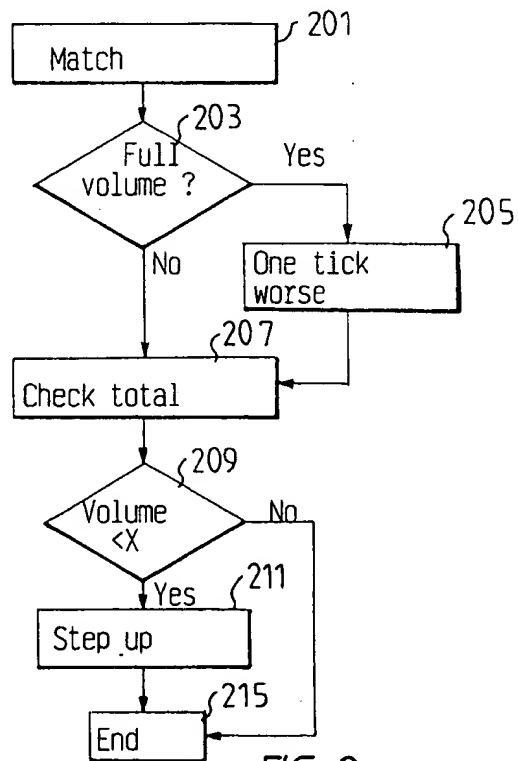 201
Match
203
Full
volume ?
Yes
205
One tick
worse
No
207
Check total
209
Volume
<X
No
Yes
211
Step up
215
End